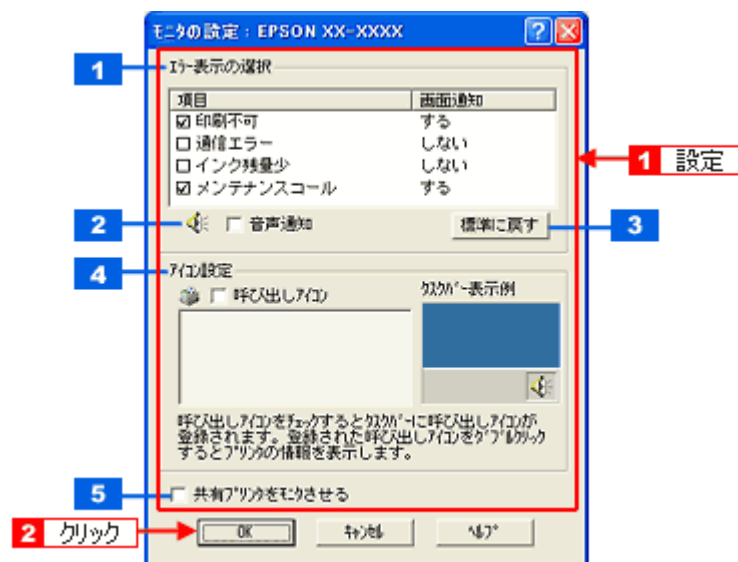 ﾓﾆﾀの設定：EPSON XX-XXXX
1
ｴﾗｰ表示の選択
項目 画面通知
印刷不可 する
通信エラー しない
インク残量少 しない
メンテナンスコール する
1 設定
2
音声通知
標準に戻す
3
4
ｱｲｺﾝ設定
呼び出しｱｲｺﾝ
ﾀｽｸﾊﾞｰ表示例
呼び出しｱｲｺﾝをﾁｪｯｸするとﾀｽｸﾊﾞｰに呼び出しｱｲｺﾝが
登録されます。登録された呼び出しｱｲｺﾝをﾀﾞﾌﾞﾙｸﾘｯｸ
するとﾌﾟﾘﾝﾀの情報を表示します。
5
共有ﾌﾟﾘﾝﾀをﾓﾆﾀさせる
2 クリック
OK
ｷｬﾝｾﾙ
ﾍﾙﾌﾟ